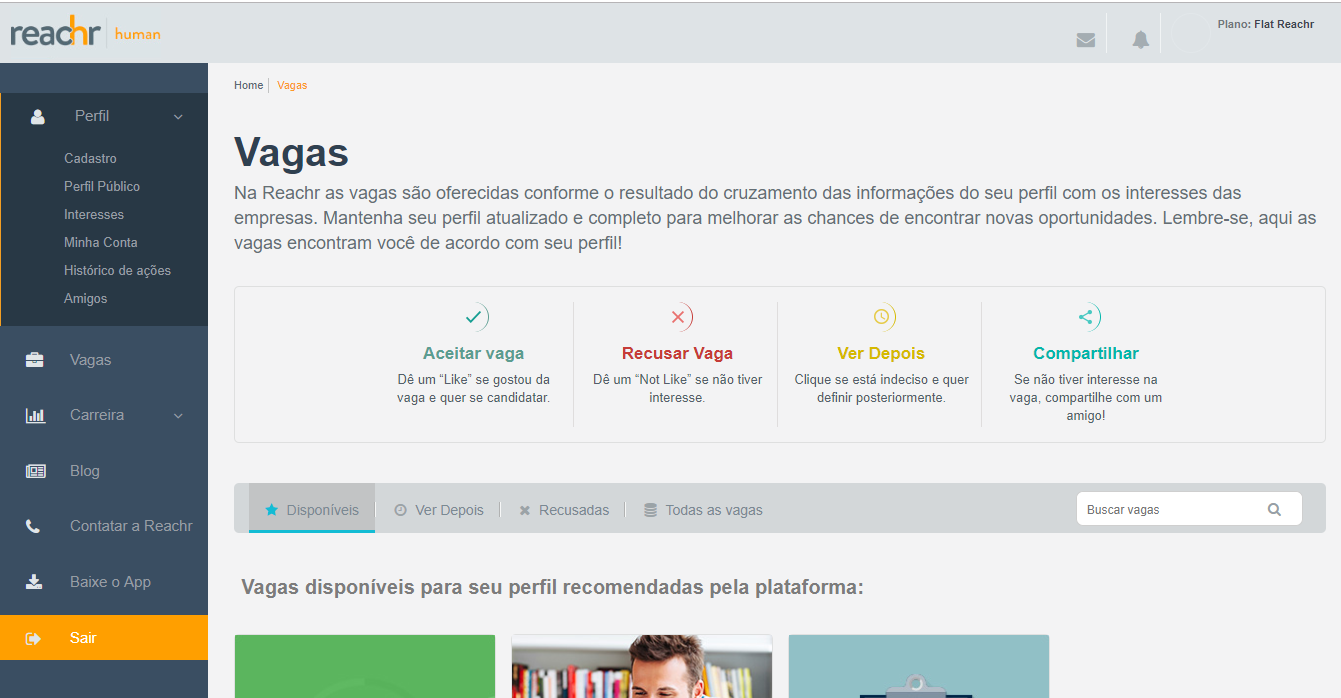 reachr human
Plano: Flat Reachr
Home Vagas
Perfil
Cadastro
Perfil Público
Interesses
Minha Conta
Histórico de ações
Amigos
Vagas
Carreira
Blog
Contatar a Reachr
Baixe o App
Sair
Vagas
Na Reachr as vagas são oferecidas conforme o resultado do cruzamento das informações do seu perfil com os interesses das
empresas. Mantenha seu perfil atualizado e completo para melhorar as chances de encontrar novas oportunidades. Lembre-se, aqui as
vagas encontram você de acordo com seu perfil!
Aceitar vaga
Dê um “Like” se gostou da
vaga e quer se candidatar.
Recusar Vaga
Dê um “Not Like” se não tiver
interesse.
Ver Depois
Clique se está indeciso e quer
definir posteriormente.
Compartilhar
Se não tiver interesse na
vaga, compartilhe com um
amigo!
Disponíveis Ver Depois Recusadas Todas as vagas Buscar vagas
Vagas disponíveis para seu perfil recomendadas pela plataforma: